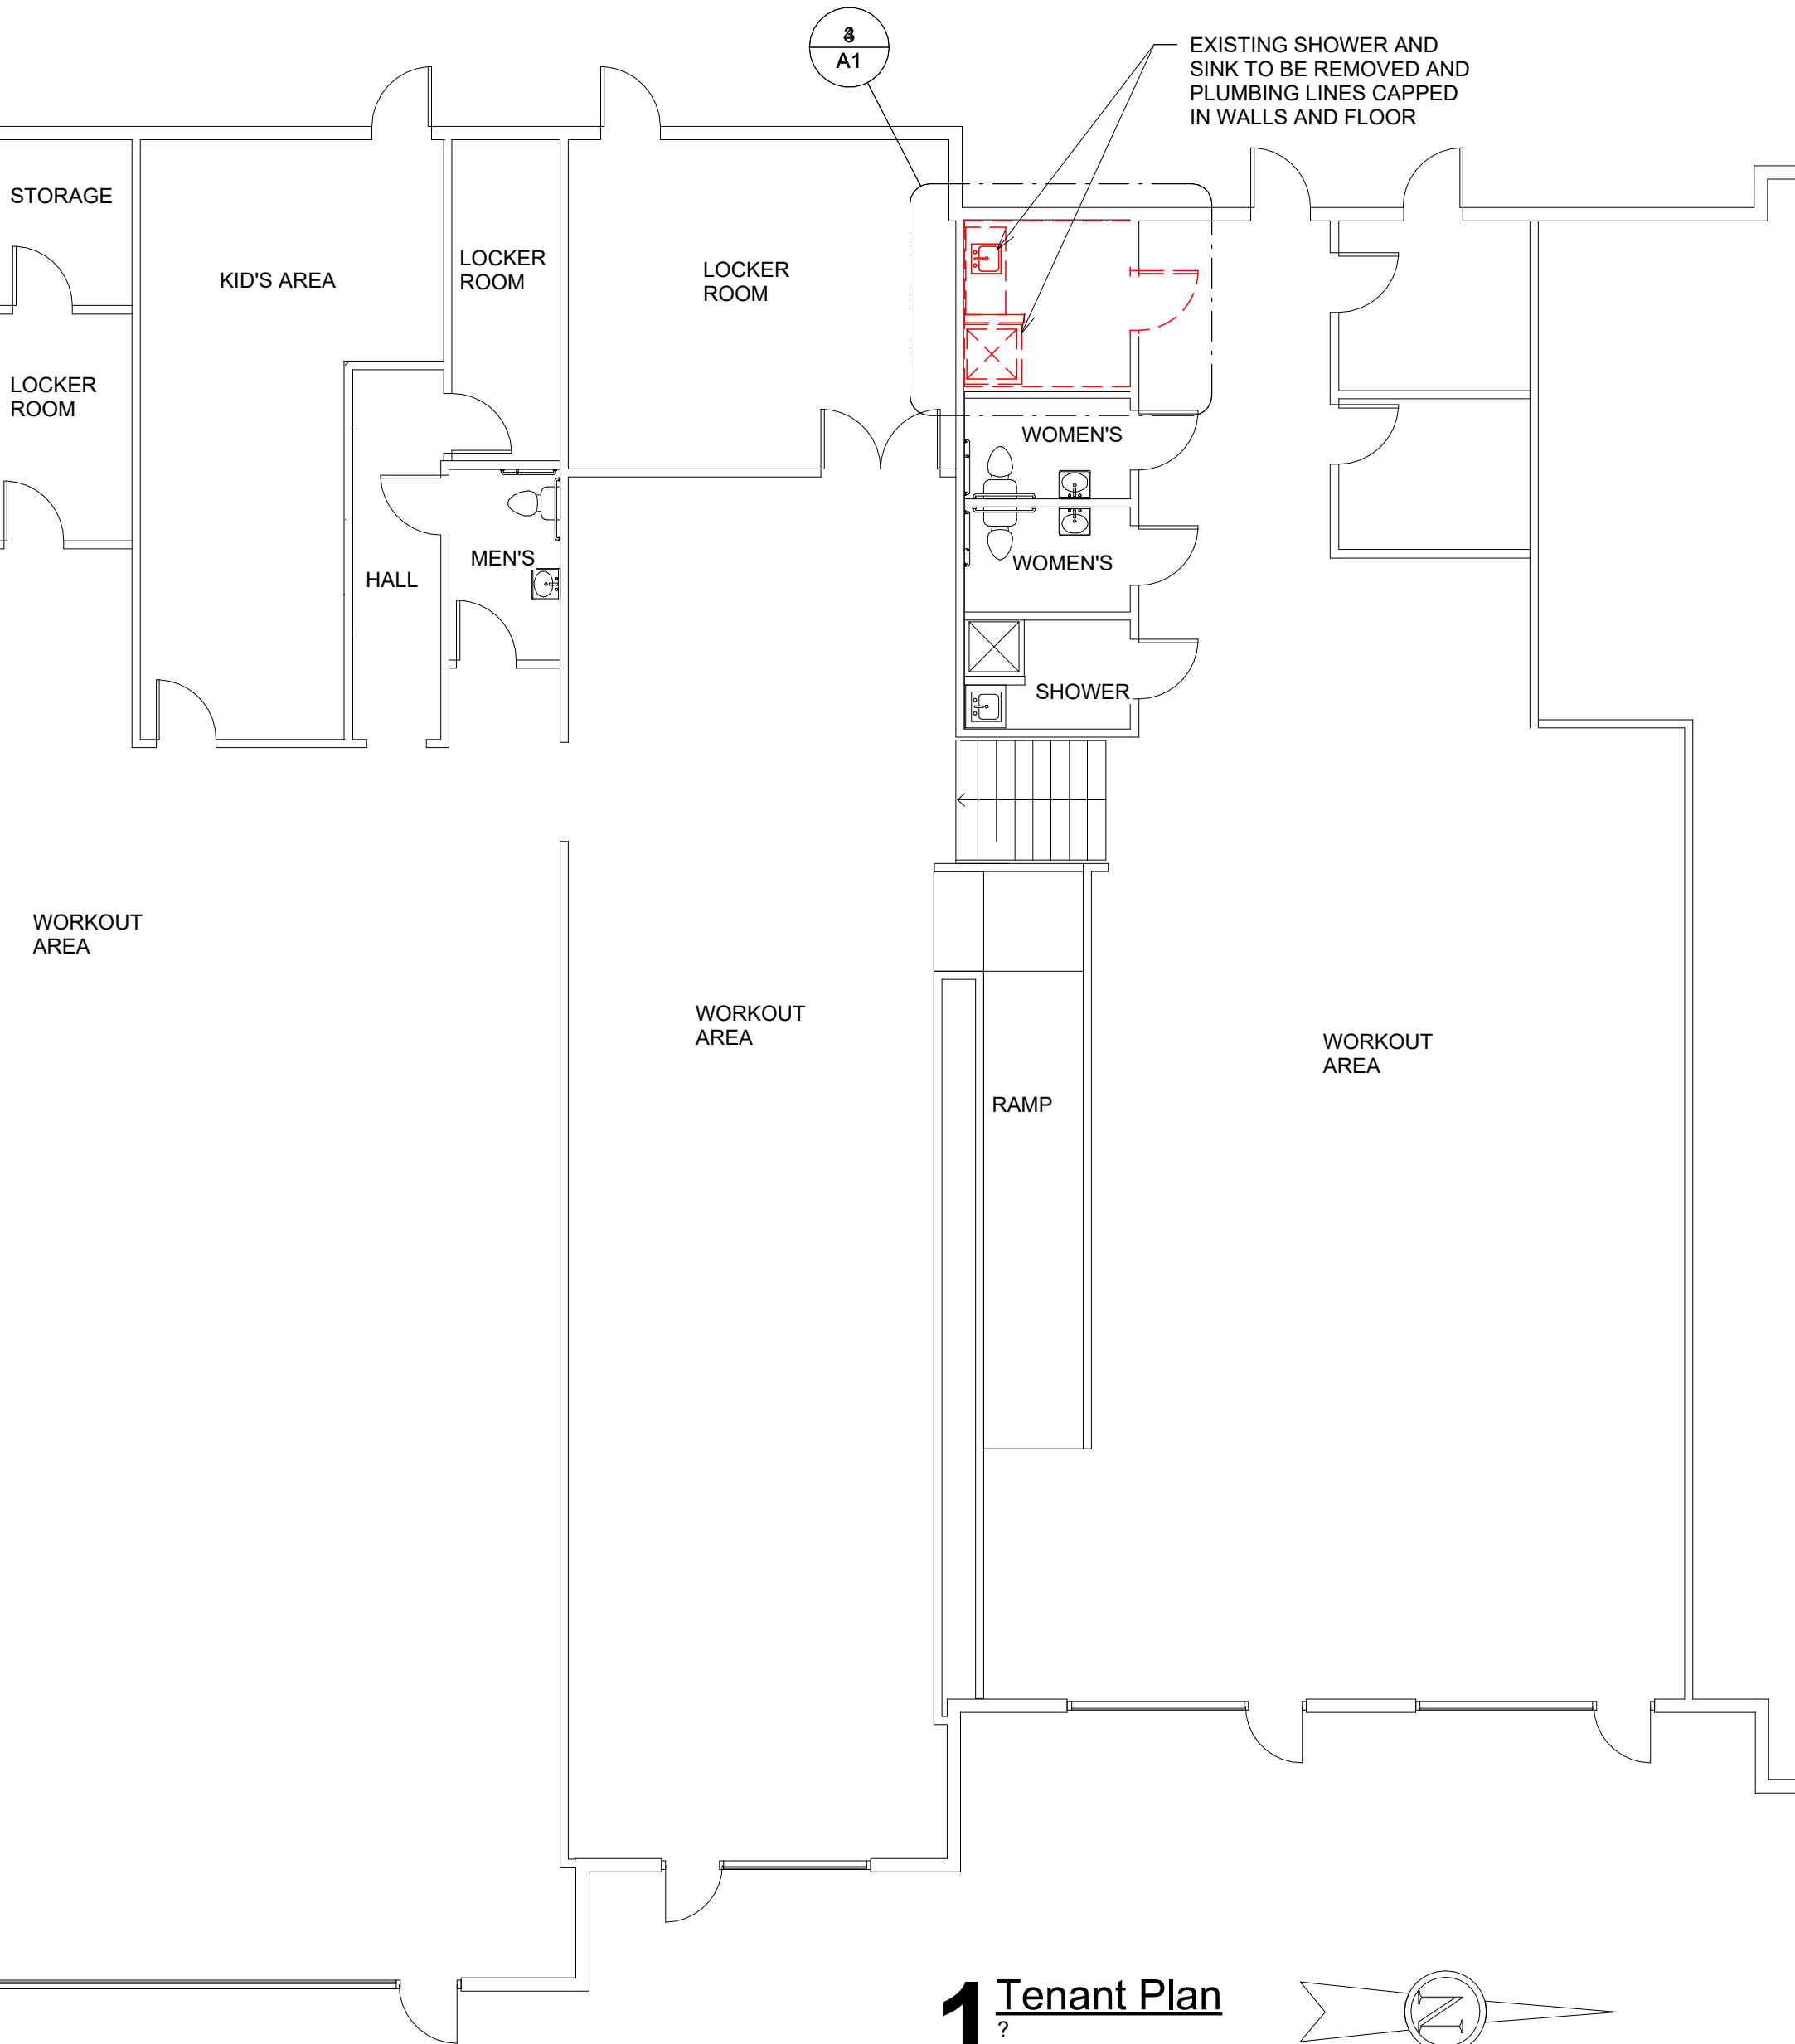 A1
EXISTING SHOWER AND
SINK TO BE REMOVED AND
PLUMBING LINES CAPPED
IN WALLS AND FLOOR
STORAGE
KID'S AREA
LOCKER
ROOM
LOCKER
ROOM
LOCKER
ROOM
WOMEN'S
MEN'S
HALL
WOMEN'S
SHOWER
WORKOUT
AREA
WORKOUT
AREA
WORKOUT
AREA
RAMP
1 Tenant Plan
?
N